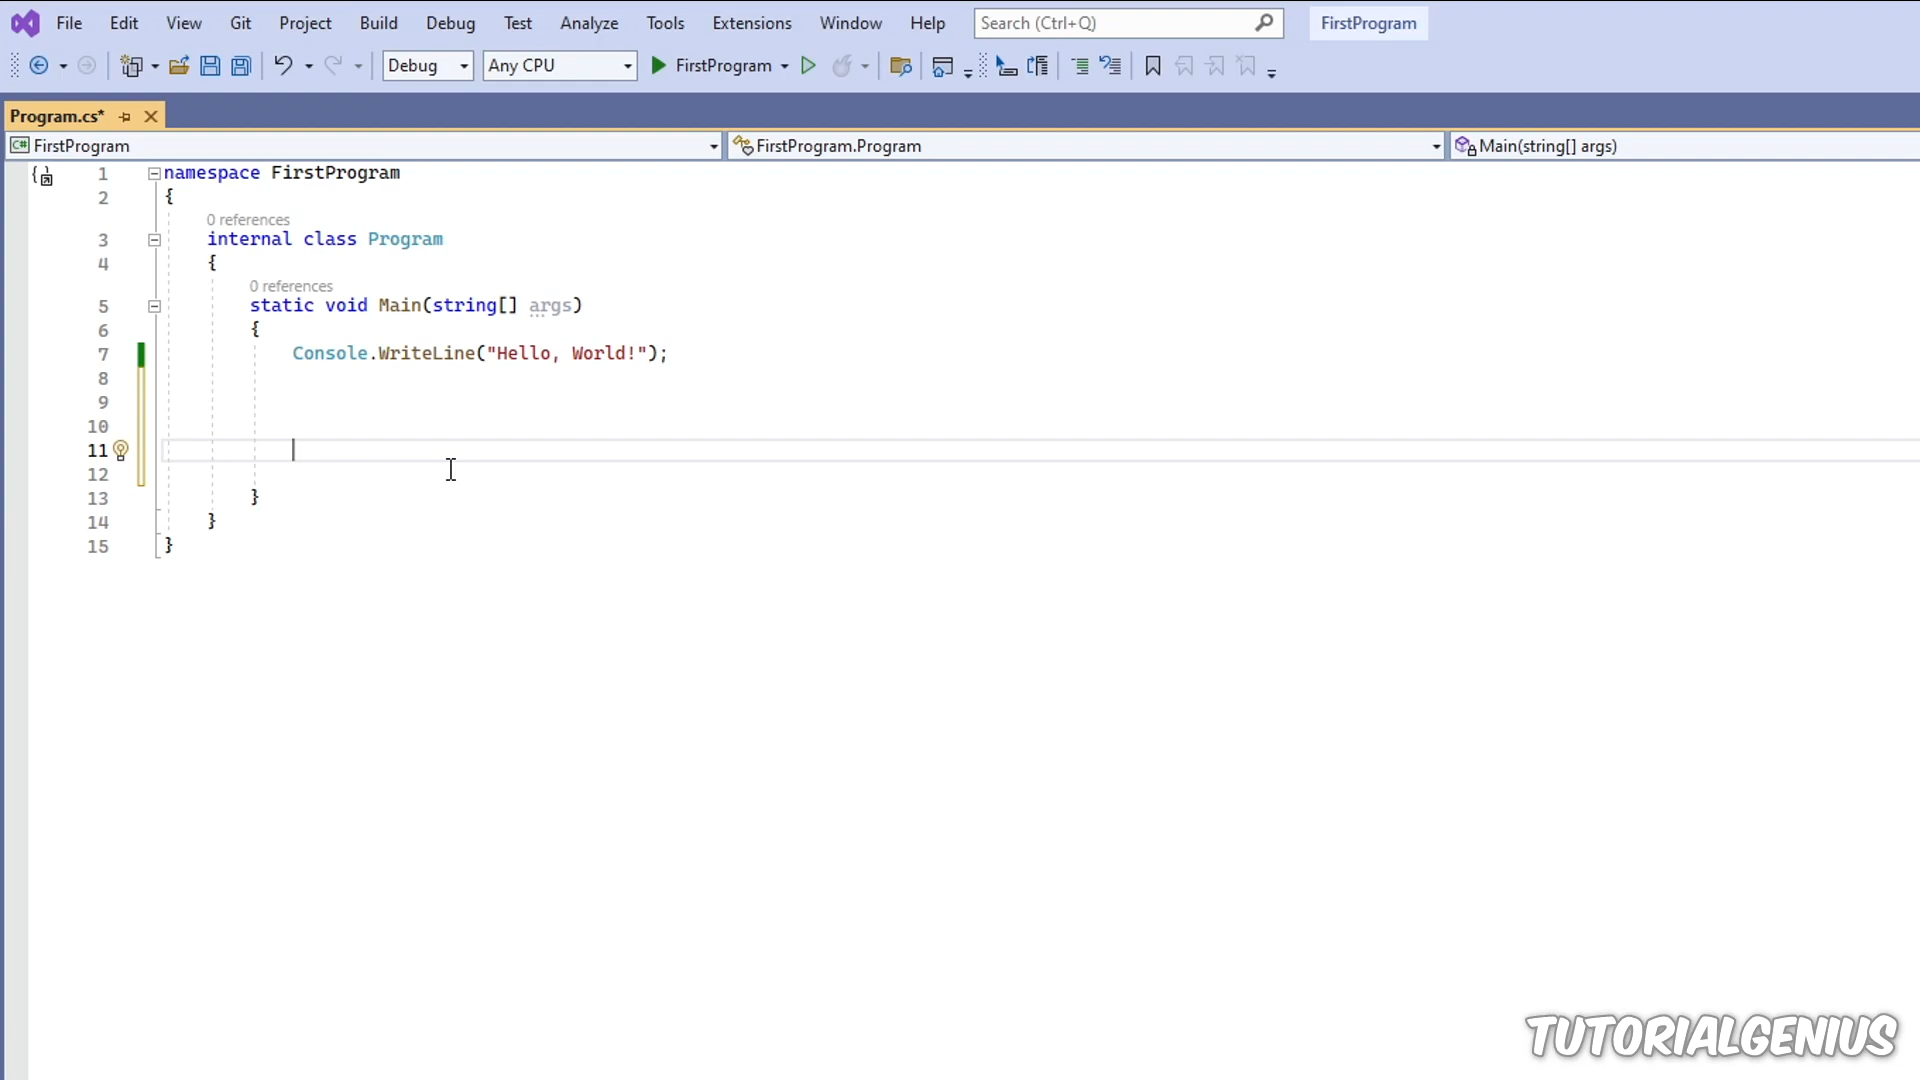 File Edit View Git Project Build Debug Test Analyze Tools Extensions Window Help Search (Ctrl+Q) FirstProgram
Debug Any CPU FirstProgram
Program.cs*
C# FirstProgram FirstProgram.Program Main(string[] args)
1 namespace FirstProgram
2 {
0 references
3 internal class Program
4 {
0 references
5 static void Main(string[] args)
6 {
7 Console.WriteLine("Hello, World!");
8
9
10
11
12
13 }
14 }
15 }
TUTORIALGENIUS